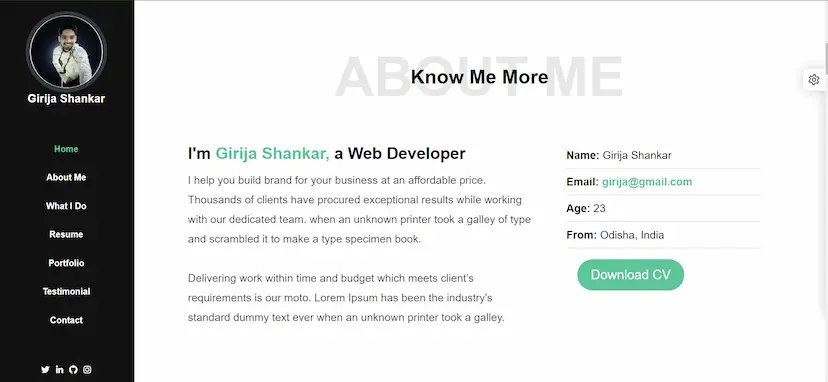 Girija Shankar
Home
About Me
What I Do
Resume
Portfolio
Testimonial
Contact
ABOUT ME
Know Me More
I'm Girija Shankar, a Web Developer
I help you build brand for your business at an affordable price.
Thousands of clients have procured exceptional results while working
with our dedicated team. when an unknown printer took a galley of type
and scrambled it to make a type specimen book.
Delivering work within time and budget which meets client's
requirements is our moto. Lorem Ipsum has been the industry's
standard dummy text ever when an unknown printer took a galley.
Name: Girija Shankar
Email: girija@gmail.com
Age: 23
From: Odisha, India
Download CV